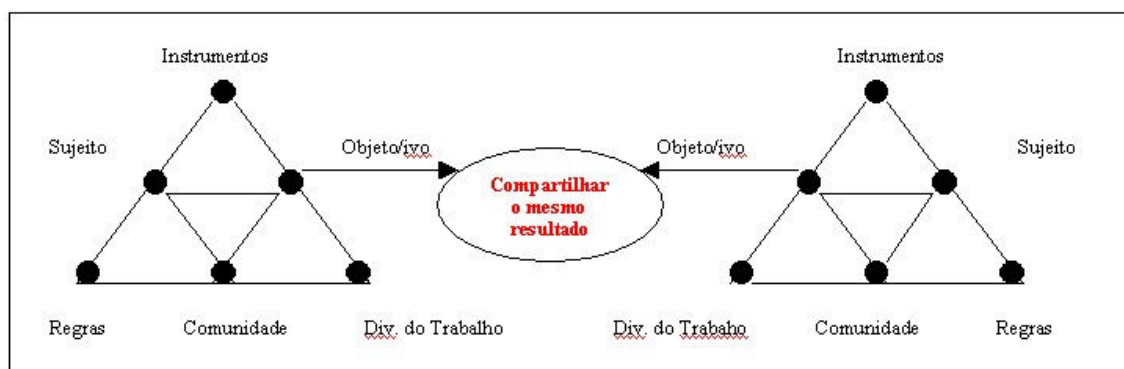 Instrumentos Instrumentos
Sujeito Objeto/ivo Objeto/ivo Sujeito
Compartilhar
o mesmo
resultado
Regras Comunidade Div. do Trabalho Div. do Trabaho Comunidade Regras